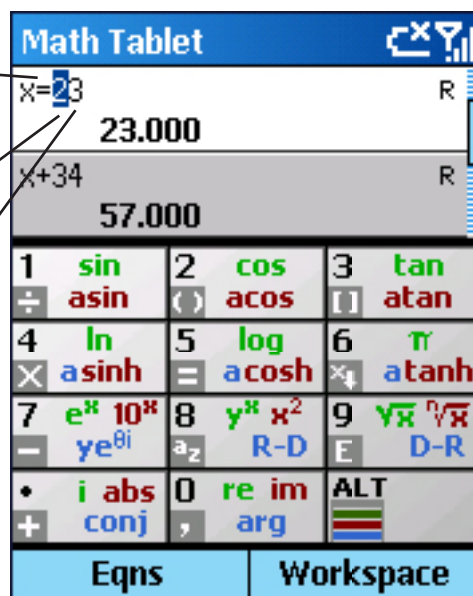 Math Tablet
x=23 R
23.000
x+34 R
57.000
1 sin 2 cos 3 tan
÷ asin ( ) acos [ ] atan
4 ln 5 log 6 π
× asinh = acosh x↓ atanh
7 eˣ 10ˣ 8 yˣ x² 9 √x ⁿ√x
− ye^θi az R-D E D-R
• i abs 0 re im ALT
+ conj , arg
Eqns Workspace